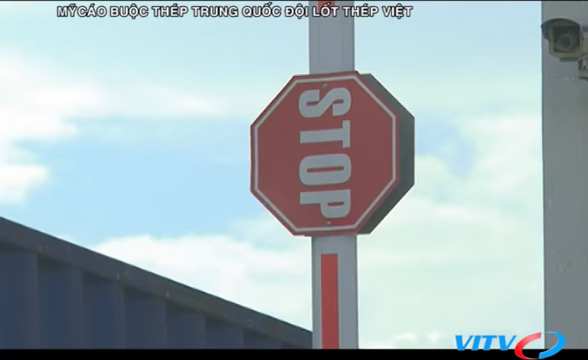 MỸ CÁO BUỘC THÉP TRUNG QUỐC ĐỘI LỐT THÉP VIỆT
STOP
VITV